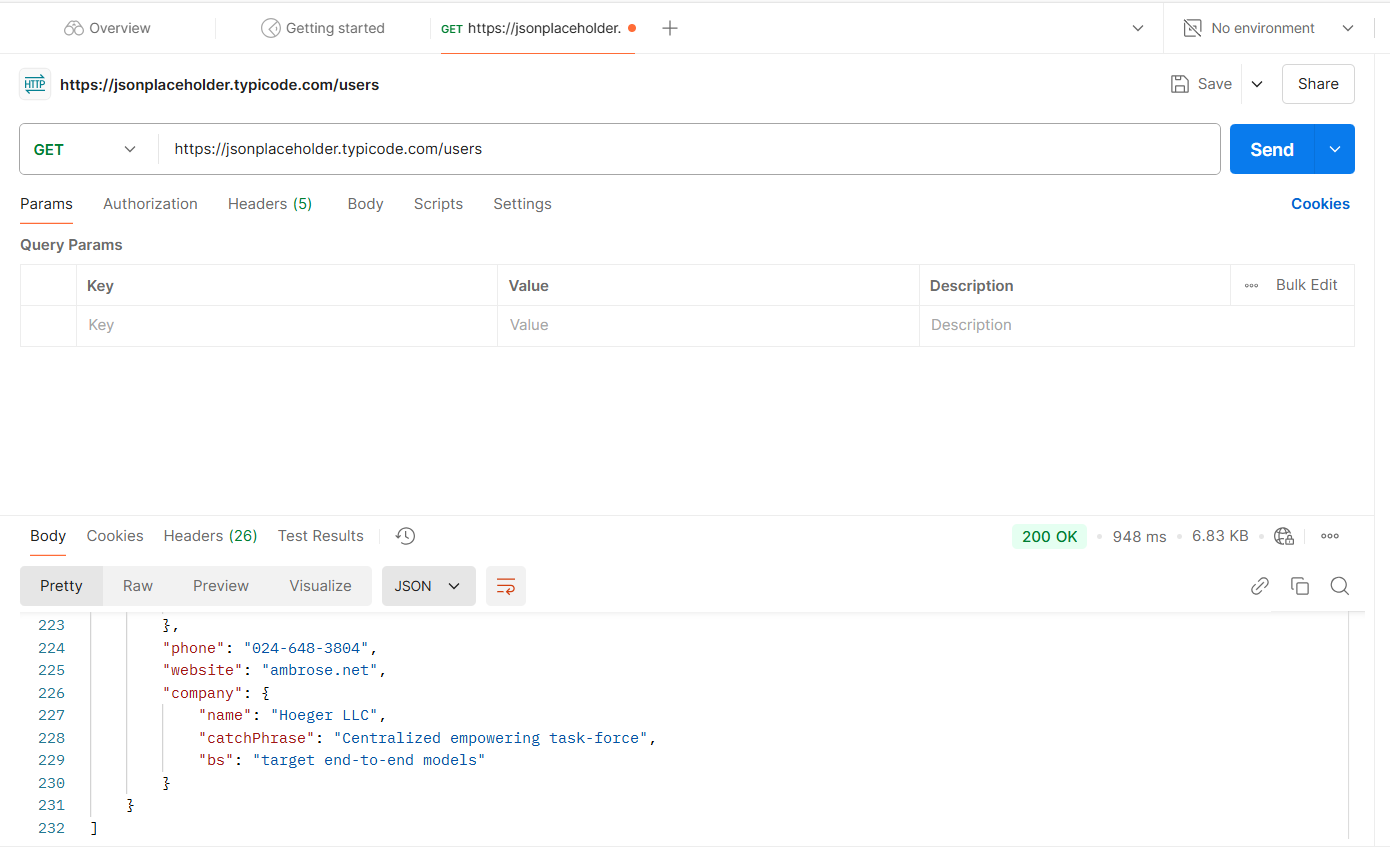 Overview
Getting started
GET https://jsonplaceholder.
No environment
HTTP https://jsonplaceholder.typicode.com/users
Save
Share
GET
https://jsonplaceholder.typicode.com/users
Send
Params Authorization Headers (5) Body Scripts Settings
Cookies
Query Params
Key Value Description Bulk Edit
Key Value Description
Body Cookies Headers (26) Test Results
200 OK • 948 ms • 6.83 KB •
Pretty Raw Preview Visualize JSON
223 },
224 "phone": "024-648-3804",
225 "website": "ambrose.net",
226 "company": {
227 "name": "Hoeger LLC",
228 "catchPhrase": "Centralized empowering task-force",
229 "bs": "target end-to-end models"
230 }
231 }
232 ]